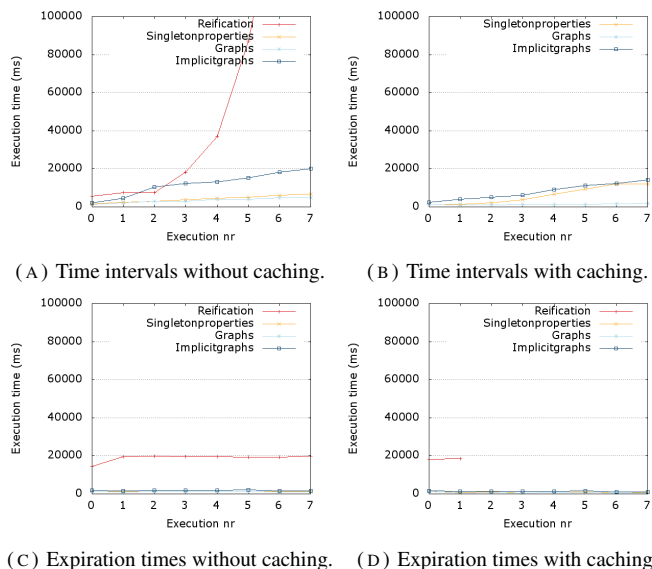 100000
80000
60000
40000
20000
0
Execution time (ms)
Reification
Singletonproperties
Graphs
Implicitgraphs
0 1 2 3 4 5 6 7
Execution nr
(A) Time intervals without caching.
100000
80000
60000
40000
20000
0
Execution time (ms)
Singletonproperties
Graphs
Implicitgraphs
0 1 2 3 4 5 6 7
Execution nr
(B) Time intervals with caching.
100000
80000
60000
40000
20000
0
Execution time (ms)
Reification
Singletonproperties
Graphs
Implicitgraphs
0 1 2 3 4 5 6 7
Execution nr
(C) Expiration times without caching.
100000
80000
60000
40000
20000
0
Execution time (ms)
Reification
Singletonproperties
Graphs
Implicitgraphs
0 1 2 3 4 5 6 7
Execution nr
(D) Expiration times with caching